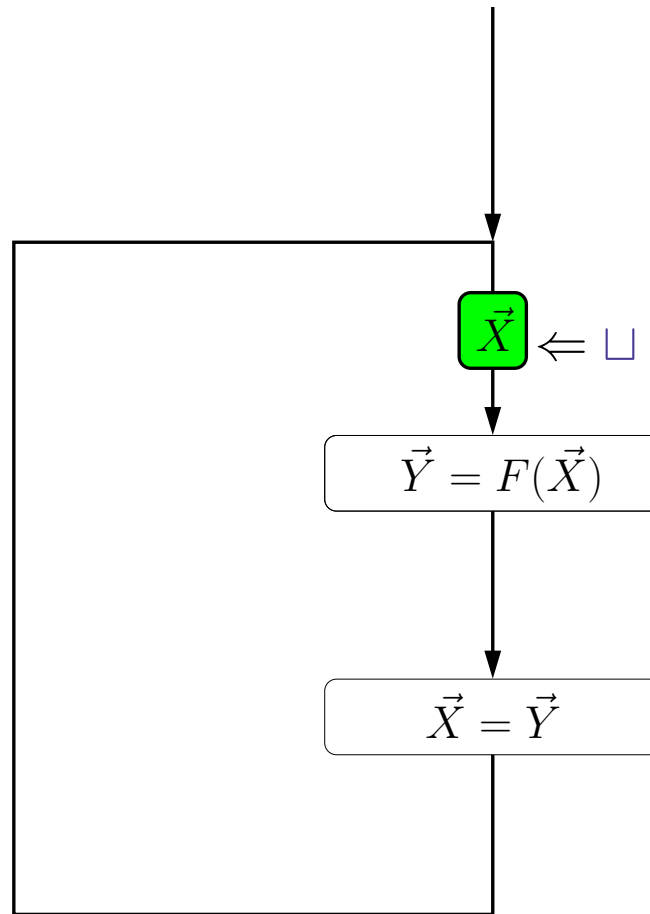 X⃗ ⇐ ⊔
Y⃗ = F(X⃗)
X⃗ = Y⃗